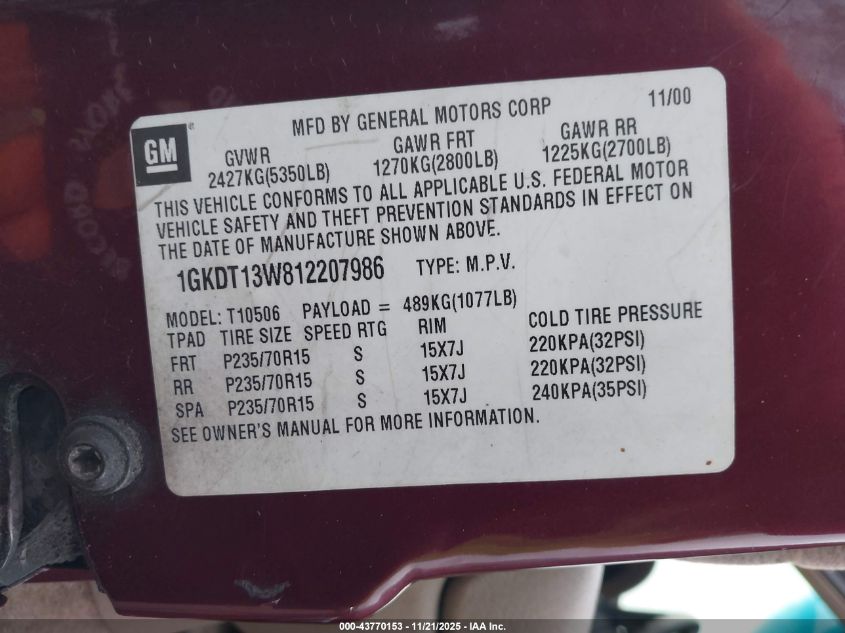 MFD BY GENERAL MOTORS CORP 11/00
GM
GVWR GAWR FRT GAWR RR
2427KG(5350LB) 1270KG(2800LB) 1225KG(2700LB)
THIS VEHICLE CONFORMS TO ALL APPLICABLE U.S. FEDERAL MOTOR
VEHICLE SAFETY AND THEFT PREVENTION STANDARDS IN EFFECT ON
THE DATE OF MANUFACTURE SHOWN ABOVE.
1GKDT13W812207986 TYPE: M.P.V.
MODEL: T10506 PAYLOAD = 489KG(1077LB)
TPAD TIRE SIZE SPEED RTG RIM COLD TIRE PRESSURE
FRT P235/70R15 S 15X7J 220KPA(32PSI)
RR P235/70R15 S 15X7J 220KPA(32PSI)
SPA P235/70R15 S 15X7J 240KPA(35PSI)
SEE OWNER'S MANUAL FOR MORE INFORMATION.
000-43770153 - 11/21/2025 - IAA Inc.